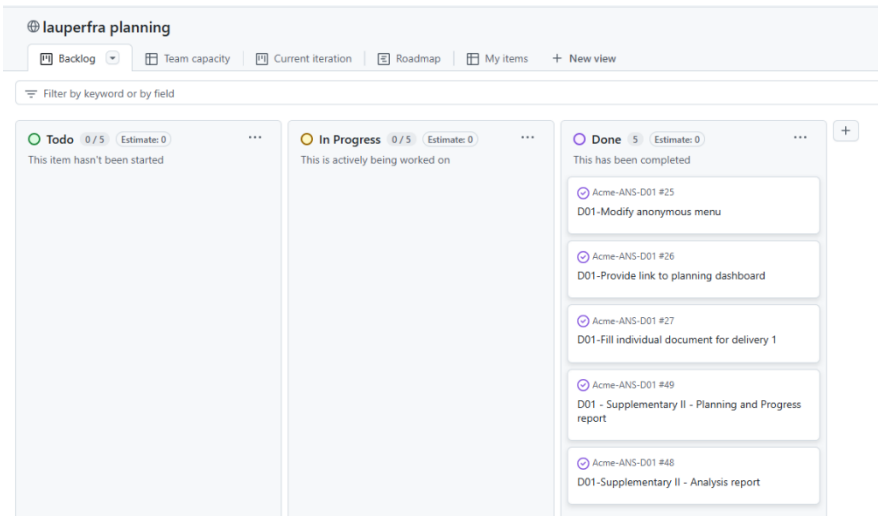 lauperfra planning
Backlog Team capacity Current iteration Roadmap My items + New view
Filter by keyword or by field
Todo 0 / 5 Estimate: 0 ...
This item hasn't been started
In Progress 0 / 5 Estimate: 0 ...
This is actively being worked on
Done 5 Estimate: 0 ...
This has been completed
+
Acme-ANS-D01 #25
D01-Modify anonymous menu
Acme-ANS-D01 #26
D01-Provide link to planning dashboard
Acme-ANS-D01 #27
D01-Fill individual document for delivery 1
Acme-ANS-D01 #49
D01 - Supplementary II - Planning and Progress
report
Acme-ANS-D01 #48
D01-Supplementary II - Analysis report